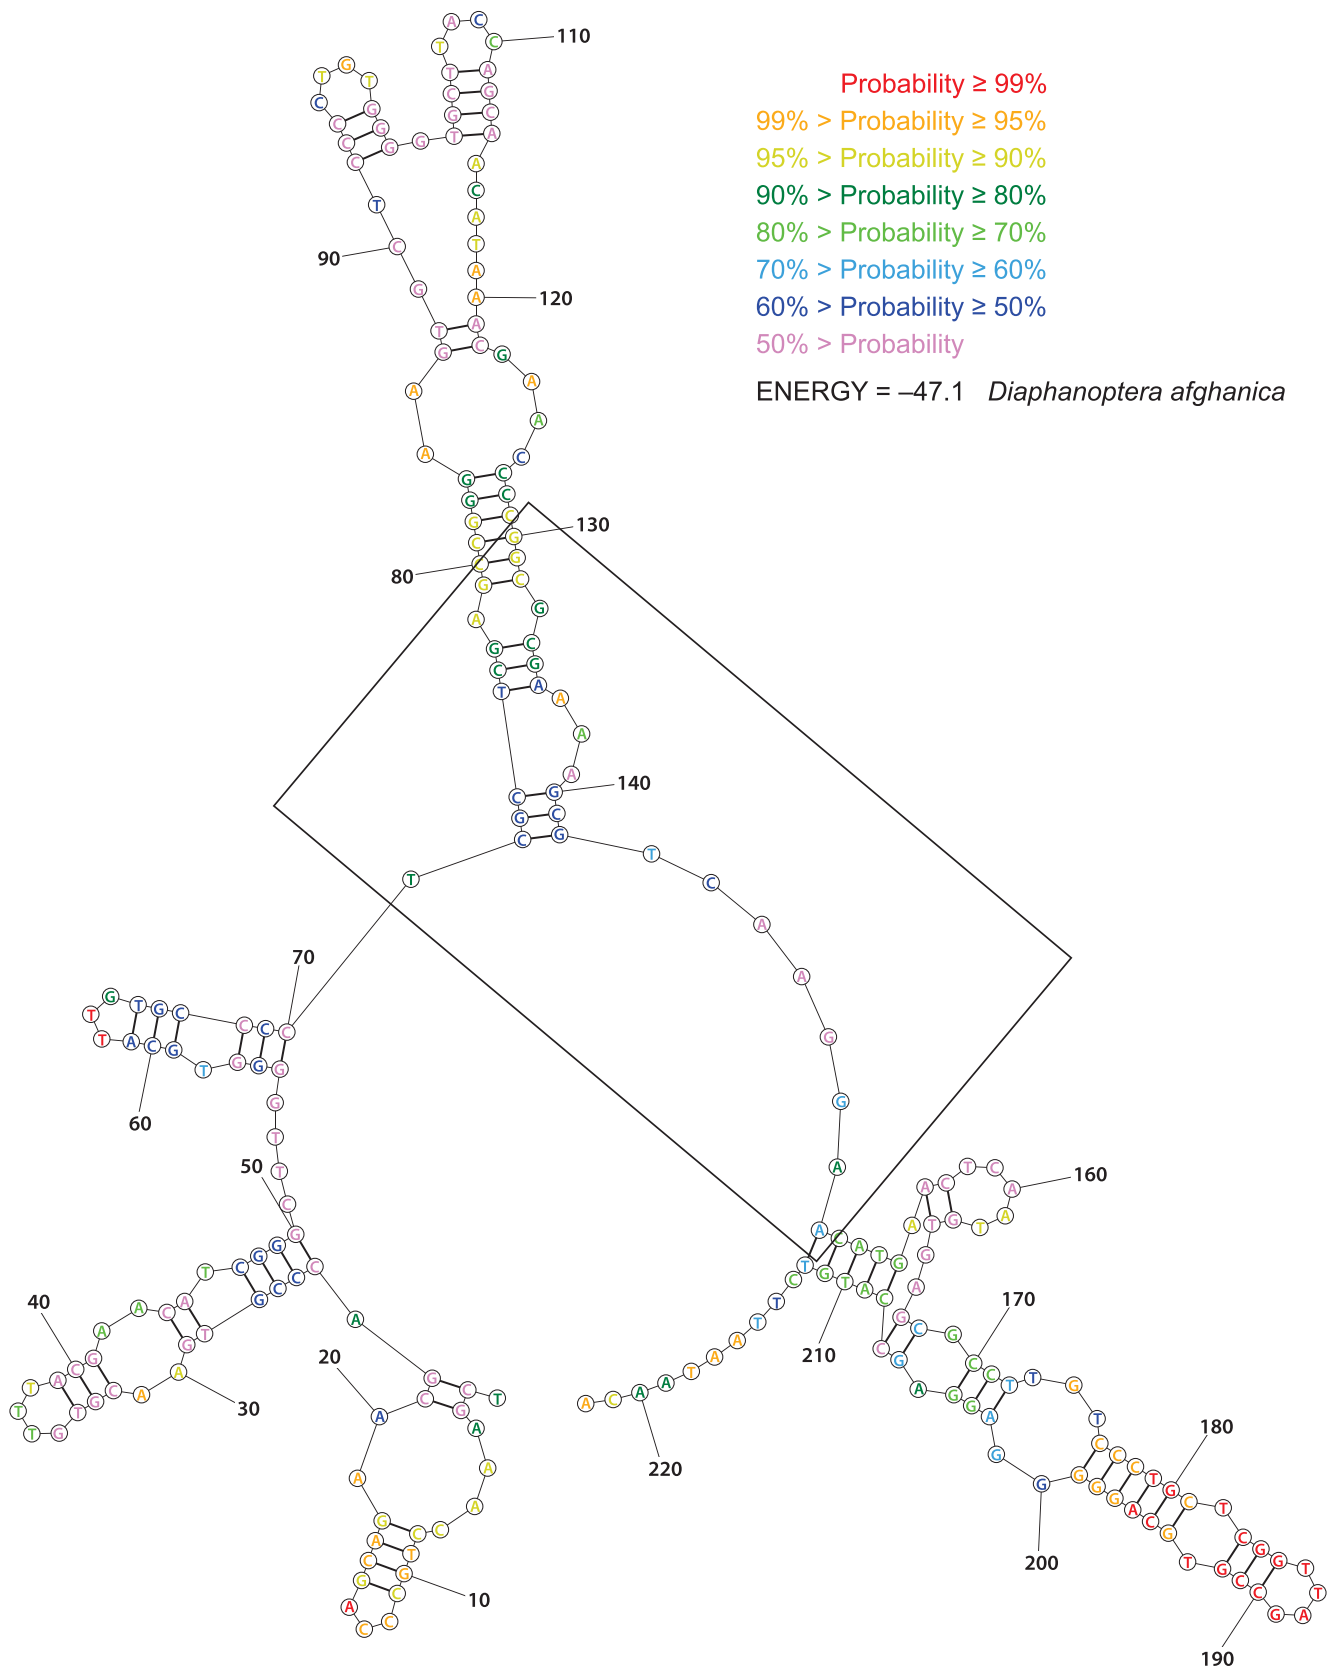 Probability ≥ 99%
99% > Probability ≥ 95%
95% > Probability ≥ 90%
90% > Probability ≥ 80%
80% > Probability ≥ 70%
70% > Probability ≥ 60%
60% > Probability ≥ 50%
50% > Probability
ENERGY = –47.1 Diaphanoptera afghanica
T C G A A A C C T G
10
C C C A G C A G A A
20
C G A C C C G T G A
30
A C G T G T T T A C
40
G A A C A T C G G G
50
C T T G G G G T G C
60
A T T G T G C C C C
70
T C G C T C G A G C
80
C G G G A A G T G C
90
T C C C C T G T G G
G G T G C T T A C C
110
A G C A A C A T A A
120
A C G A A C C C C G
130
G C G C G A A A A G
140
C G T C A A G G A A
C A T G A A C T C A
160
A T G T G A G C G C
170
C T T G T C C C T G
180
C T C G G T T A G C
190
C G T G C A G G G G
200
G A G G A G C C A T
210
G T C T T A A T A A
220
C A